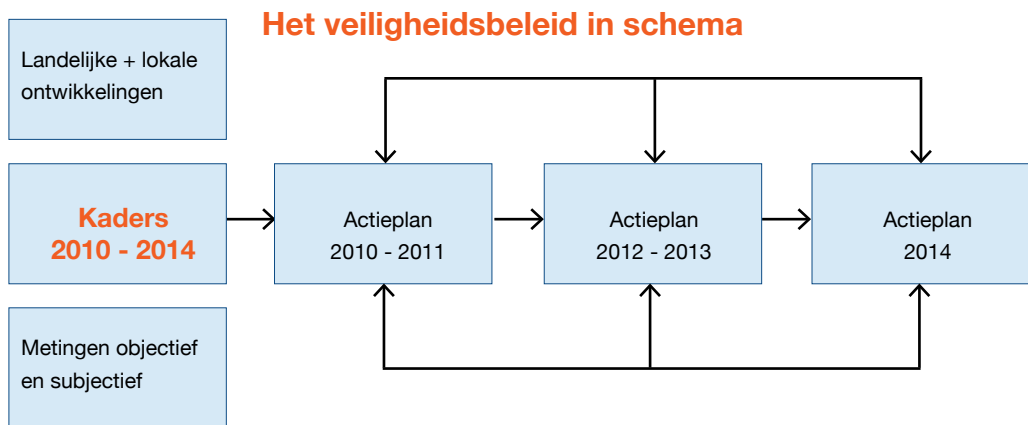 Het veiligheidsbeleid in schema
Landelijke + lokale
ontwikkelingen
Kaders
2010 - 2014
Actieplan
2010 - 2011
Actieplan
2012 - 2013
Actieplan
2014
Metingen objectief
en subjectief